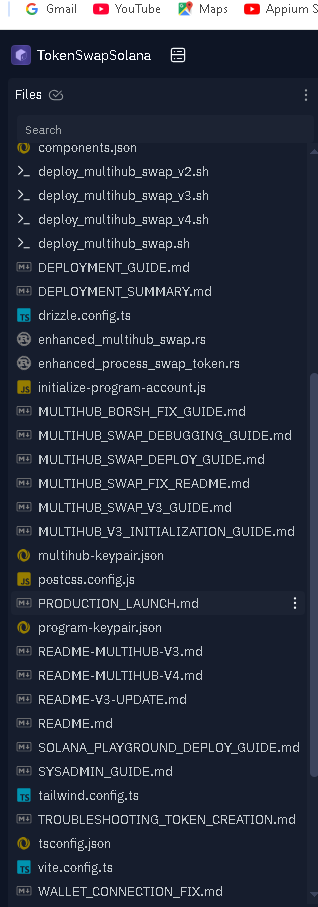 Gmail YouTube Maps Appium S
TokenSwapSolana
Files
Search
components.json
deploy_multihub_swap_v2.sh
deploy_multihub_swap_v3.sh
deploy_multihub_swap_v4.sh
deploy_multihub_swap.sh
DEPLOYMENT_GUIDE.md
DEPLOYMENT_SUMMARY.md
TS drizzle.config.ts
enhanced_multihub_swap.rs
enhanced_process_swap_token.rs
JS initialize-program-account.js
MULTIHUB_BORSH_FIX_GUIDE.md
MULTIHUB_SWAP_DEBUGGING_GUIDE.md
MULTIHUB_SWAP_DEPLOY_GUIDE.md
MULTIHUB_SWAP_FIX_README.md
MULTIHUB_SWAP_V3_GUIDE.md
MULTIHUB_V3_INITIALIZATION_GUIDE.md
multihub-keypair.json
JS postcss.config.js
PRODUCTION_LAUNCH.md
program-keypair.json
README-MULTIHUB-V3.md
README-MULTIHUB-V4.md
README-V3-UPDATE.md
README.md
SOLANA_PLAYGROUND_DEPLOY_GUIDE.md
SYSADMIN_GUIDE.md
TS tailwind.config.ts
TROUBLESHOOTING_TOKEN_CREATION.md
tsconfig.json
TS vite.config.ts
WALLET_CONNECTION_FIX.md